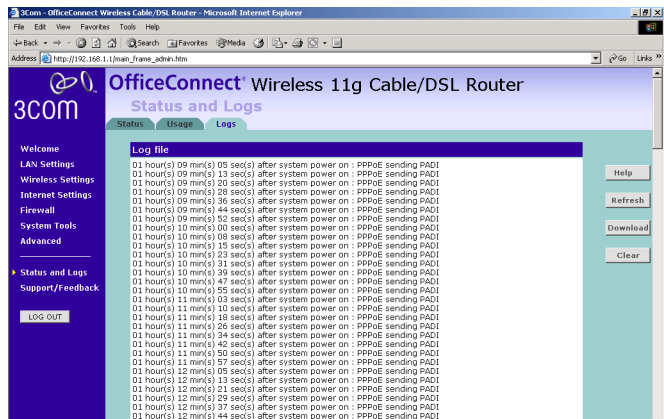 3Com - OfficeConnect Wireless Cable/DSL Router - Microsoft Internet Explorer
File Edit View Favorites Tools Help
Back Search Favorites Media
Address http://192.168.1.1/main_frame_admin.htm Go Links »
3COM
OfficeConnect Wireless 11g Cable/DSL Router
Status and Logs
Status Usage Logs
Welcome
LAN Settings
Wireless Settings
Internet Settings
Firewall
System Tools
Advanced
Status and Logs
Support/Feedback
LOG OUT
Log file
01 hour(s) 09 min(s) 05 sec(s) after system power on : PPPoE sending PADI
01 hour(s) 09 min(s) 13 sec(s) after system power on : PPPoE sending PADI
01 hour(s) 09 min(s) 20 sec(s) after system power on : PPPoE sending PADI
01 hour(s) 09 min(s) 28 sec(s) after system power on : PPPoE sending PADI
01 hour(s) 09 min(s) 36 sec(s) after system power on : PPPoE sending PADI
01 hour(s) 09 min(s) 44 sec(s) after system power on : PPPoE sending PADI
01 hour(s) 09 min(s) 52 sec(s) after system power on : PPPoE sending PADI
01 hour(s) 10 min(s) 00 sec(s) after system power on : PPPoE sending PADI
01 hour(s) 10 min(s) 08 sec(s) after system power on : PPPoE sending PADI
01 hour(s) 10 min(s) 15 sec(s) after system power on : PPPoE sending PADI
01 hour(s) 10 min(s) 23 sec(s) after system power on : PPPoE sending PADI
01 hour(s) 10 min(s) 31 sec(s) after system power on : PPPoE sending PADI
01 hour(s) 10 min(s) 39 sec(s) after system power on : PPPoE sending PADI
01 hour(s) 10 min(s) 47 sec(s) after system power on : PPPoE sending PADI
01 hour(s) 10 min(s) 55 sec(s) after system power on : PPPoE sending PADI
01 hour(s) 11 min(s) 03 sec(s) after system power on : PPPoE sending PADI
01 hour(s) 11 min(s) 10 sec(s) after system power on : PPPoE sending PADI
01 hour(s) 11 min(s) 18 sec(s) after system power on : PPPoE sending PADI
01 hour(s) 11 min(s) 26 sec(s) after system power on : PPPoE sending PADI
01 hour(s) 11 min(s) 34 sec(s) after system power on : PPPoE sending PADI
01 hour(s) 11 min(s) 42 sec(s) after system power on : PPPoE sending PADI
01 hour(s) 11 min(s) 50 sec(s) after system power on : PPPoE sending PADI
01 hour(s) 11 min(s) 57 sec(s) after system power on : PPPoE sending PADI
01 hour(s) 12 min(s) 05 sec(s) after system power on : PPPoE sending PADI
01 hour(s) 12 min(s) 13 sec(s) after system power on : PPPoE sending PADI
01 hour(s) 12 min(s) 21 sec(s) after system power on : PPPoE sending PADI
01 hour(s) 12 min(s) 29 sec(s) after system power on : PPPoE sending PADI
01 hour(s) 12 min(s) 37 sec(s) after system power on : PPPoE sending PADI
01 hour(s) 12 min(s) 44 sec(s) after system power on : PPPoE sending PADI
Help
Refresh
Download
Clear